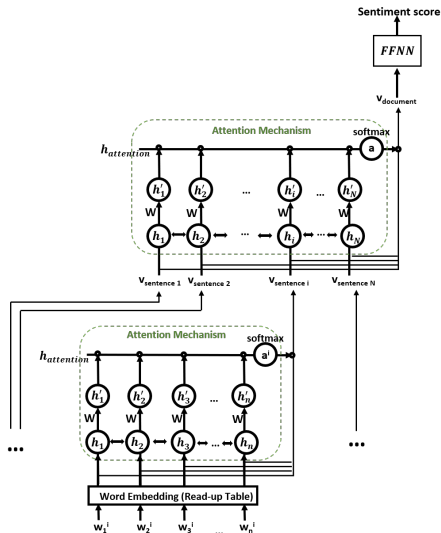 Sentiment score
FFNN
v_document
Attention Mechanism
softmax
h_attention
a
h'_1 h'_2 ... h'_i ... h'_N
W W W W
h_1 h_2 ... h_i ... h_N
v_sentence 1 v_sentence 2 v_sentence i v_sentence N
Attention Mechanism
softmax
h_attention
a^i
h'_1 h'_2 h'_3 ... h'_n
W W W W
... h_1 h_2 h_3 ... h_n ...
Word Embedding (Read-up Table)
w_1^i w_2^i w_3^i ... w_n^i